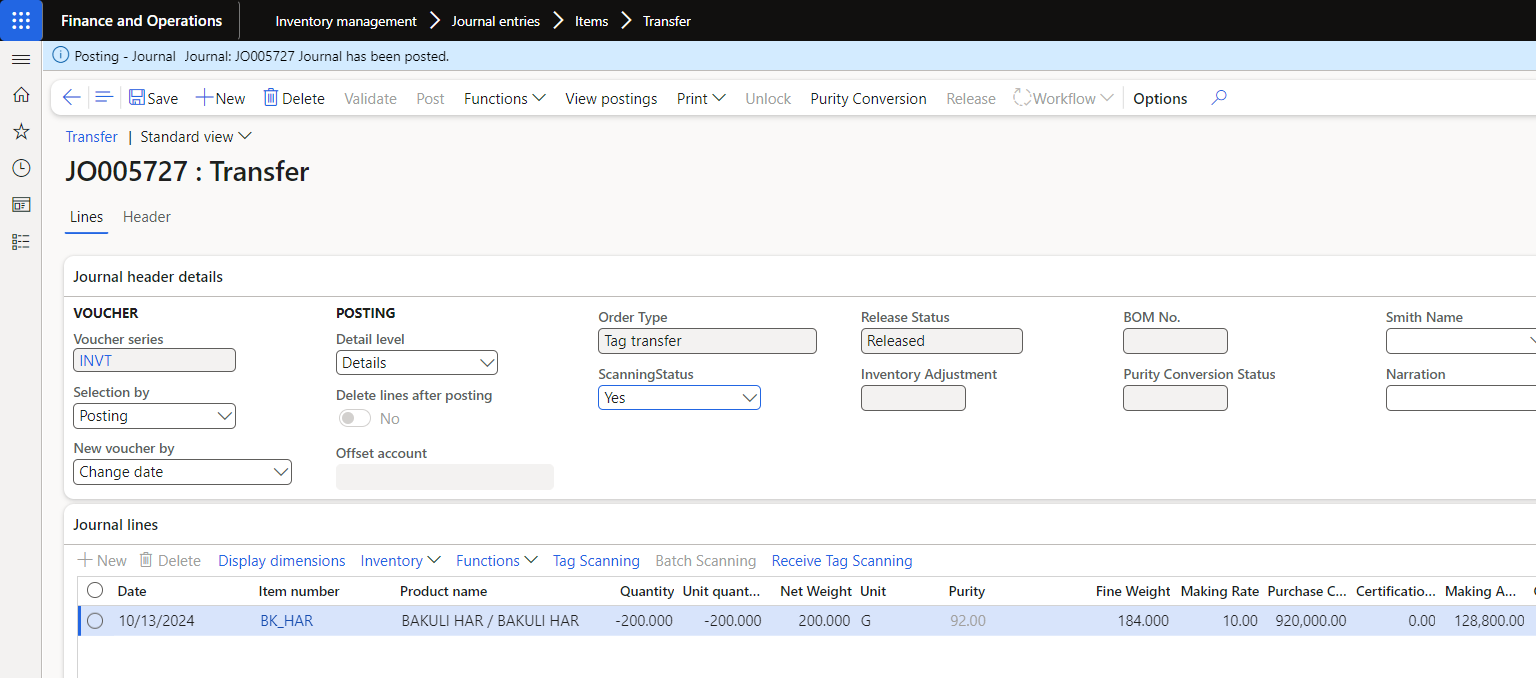 Finance and Operations Inventory management Journal entries Items Transfer
Posting - Journal Journal: JO005727 Journal has been posted.
Save New Delete Validate Post Functions View postings Print Unlock Purity Conversion Release Workflow Options
Transfer | Standard view
JO005727 : Transfer
Lines Header
Journal header details
VOUCHER
Voucher series
INVT
Selection by
Posting
New voucher by
Change date
POSTING
Detail level
Details
Delete lines after posting
No
Offset account
Order Type
Tag transfer
ScanningStatus
Yes
Release Status
Released
Inventory Adjustment
BOM No.
Purity Conversion Status
Smith Name
Narration
Journal lines
New Delete Display dimensions Inventory Functions Tag Scanning Batch Scanning Receive Tag Scanning
Date Item number Product name Quantity Unit quant... Net Weight Unit Purity Fine Weight Making Rate Purchase C... Certificatio... Making A...
10/13/2024 BK_HAR BAKULI HAR / BAKULI HAR -200.000 -200.000 200.000 G 92.00 184.000 10.00 920,000.00 0.00 128,800.00